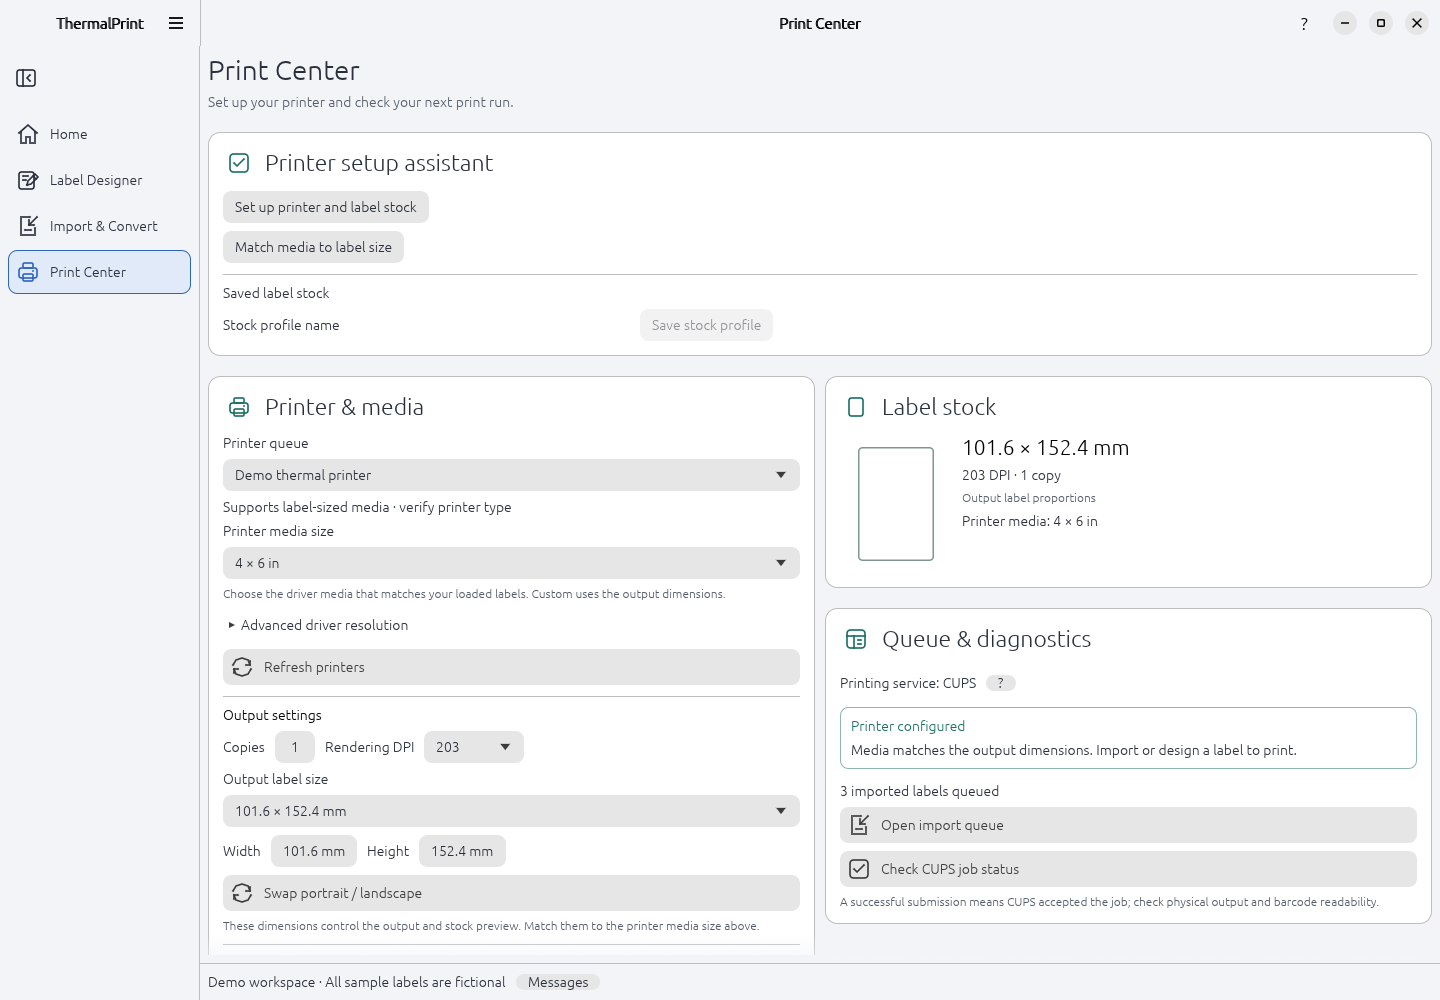 ThermalPrint
Print Center
?
Home
Label Designer
Import & Convert
Print Center
Print Center
Set up your printer and check your next print run.
Printer setup assistant
Set up printer and label stock
Match media to label size
Saved label stock
Stock profile name
Save stock profile
Printer & media
Printer queue
Demo thermal printer
Supports label-sized media · verify printer type
Printer media size
4 × 6 in
Choose the driver media that matches your loaded labels. Custom uses the output dimensions.
Advanced driver resolution
Refresh printers
Output settings
Copies 1 Rendering DPI 203
Output label size
101.6 × 152.4 mm
Width 101.6 mm Height 152.4 mm
Swap portrait / landscape
These dimensions control the output and stock preview. Match them to the printer media size above.
Label stock
101.6 × 152.4 mm
203 DPI · 1 copy
Output label proportions
Printer media: 4 × 6 in
Queue & diagnostics
Printing service: CUPS ?
Printer configured
Media matches the output dimensions. Import or design a label to print.
3 imported labels queued
Open import queue
Check CUPS job status
A successful submission means CUPS accepted the job; check physical output and barcode readability.
Demo workspace · All sample labels are fictional Messages